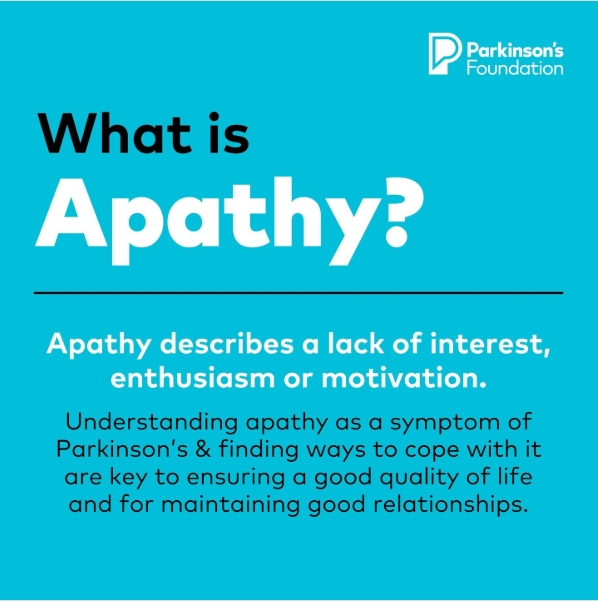 Parkinson's
Foundation
What is
Apathy?
Apathy describes a lack of interest,
enthusiasm or motivation.
Understanding apathy as a symptom of
Parkinson's & finding ways to cope with it
are key to ensuring a good quality of life
and for maintaining good relationships.